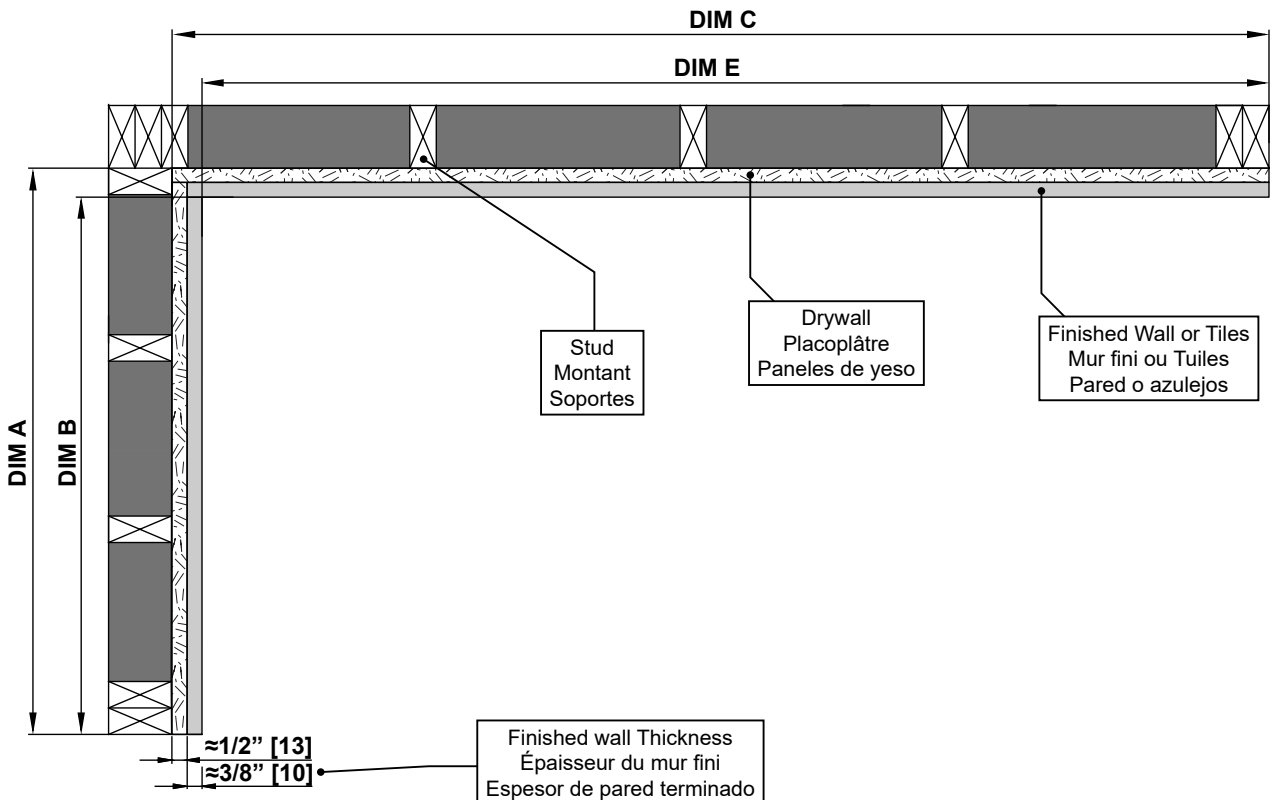 DIM C
DIM E
DIM A
DIM B
Stud
Montant
Soportes
Drywall
Placoplâtre
Paneles de yeso
Finished Wall or Tiles
Mur fini ou Tuiles
Pared o azulejos
≈1/2” [13]
≈3/8” [10]
Finished wall Thickness
Épaisseur du mur fini
Espesor de pared terminado